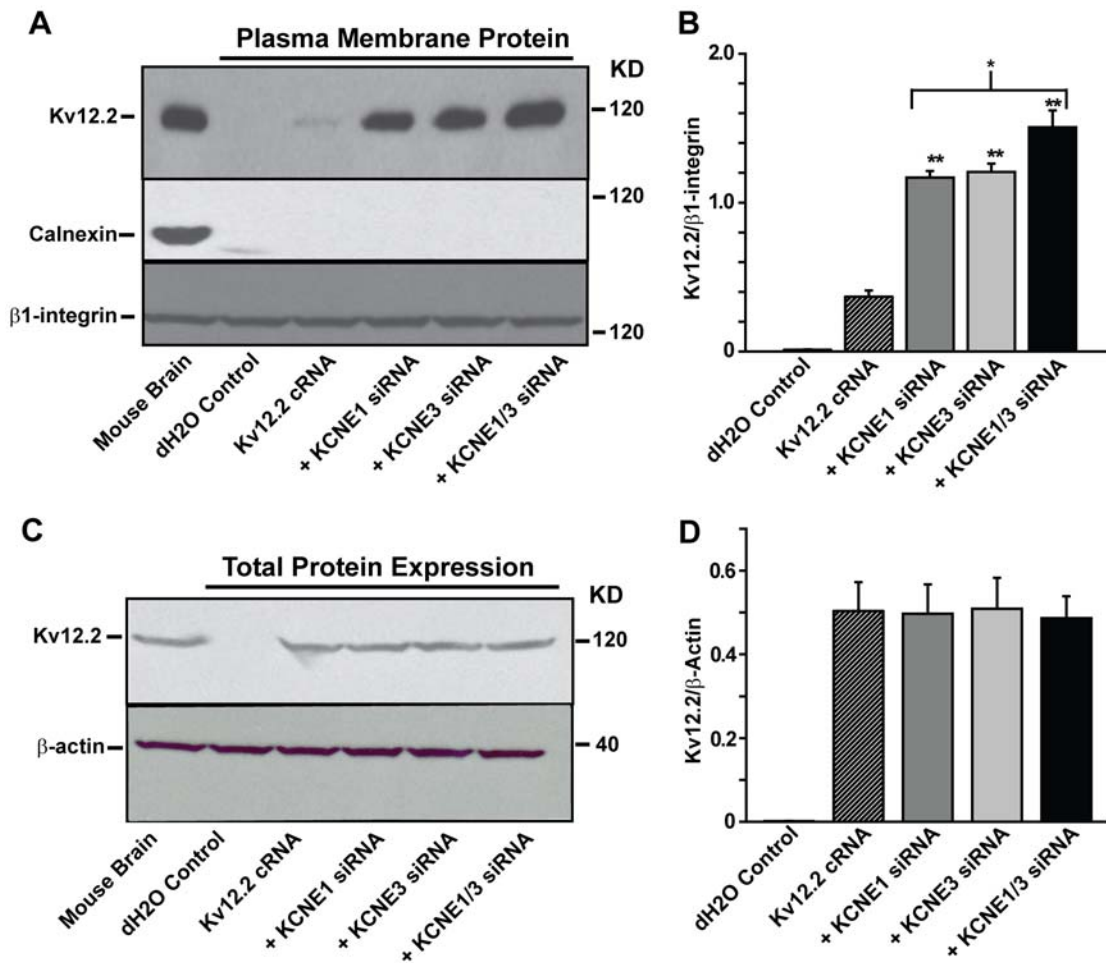 A
Plasma Membrane Protein
KD
Kv12.2
120
Calnexin
120
β1-integrin
120
Mouse Brain
dH2O Control
Kv12.2 cRNA
+ KCNE1 siRNA
+ KCNE3 siRNA
+ KCNE1/3 siRNA
B
Kv12.2/β1-integrin
2.0
1.2
0.8
0.4
0
*
**
**
**
dH2O Control
Kv12.2 cRNA
+ KCNE1 siRNA
+ KCNE3 siRNA
+ KCNE1/3 siRNA
C
Total Protein Expression
KD
Kv12.2
120
β-actin
40
Mouse Brain
dH2O Control
Kv12.2 cRNA
+ KCNE1 siRNA
+ KCNE3 siRNA
+ KCNE1/3 siRNA
D
Kv12.2/β-Actin
0.6
0.4
0.2
0
dH2O Control
Kv12.2 cRNA
+ KCNE1 siRNA
+ KCNE3 siRNA
+ KCNE1/3 siRNA